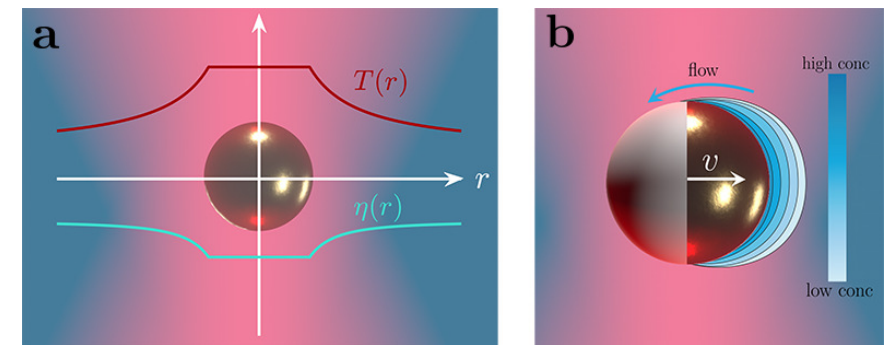 a
T(r)
r
η(r)
b
high conc
flow
v
low conc